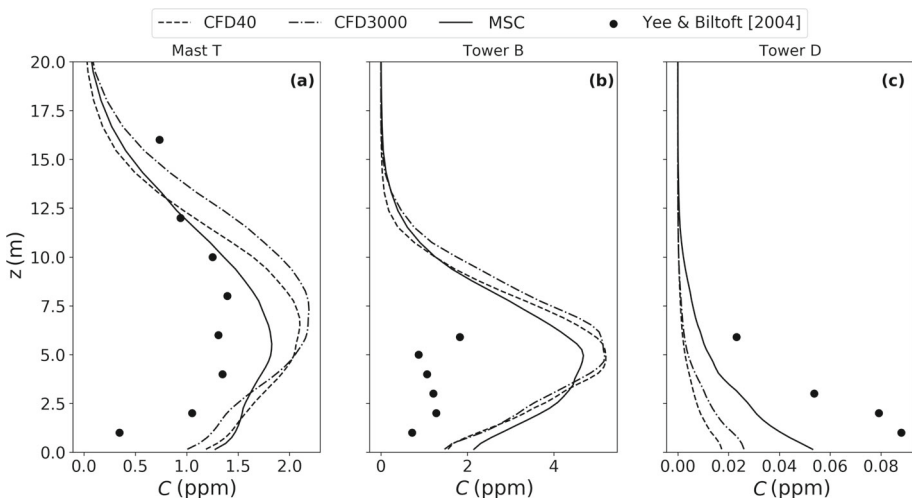 CFD40 CFD3000 MSC Yee & Biltoft [2004]
Mast T Tower B Tower D
(a) (b) (c)
20.0
17.5
15.0
12.5
10.0
7.5
5.0
2.5
0.0
z (m)
0.0 0.5 1.0 1.5 2.0
0 2 4
0.00 0.02 0.04 0.06 0.08
C (ppm) C (ppm) C (ppm)